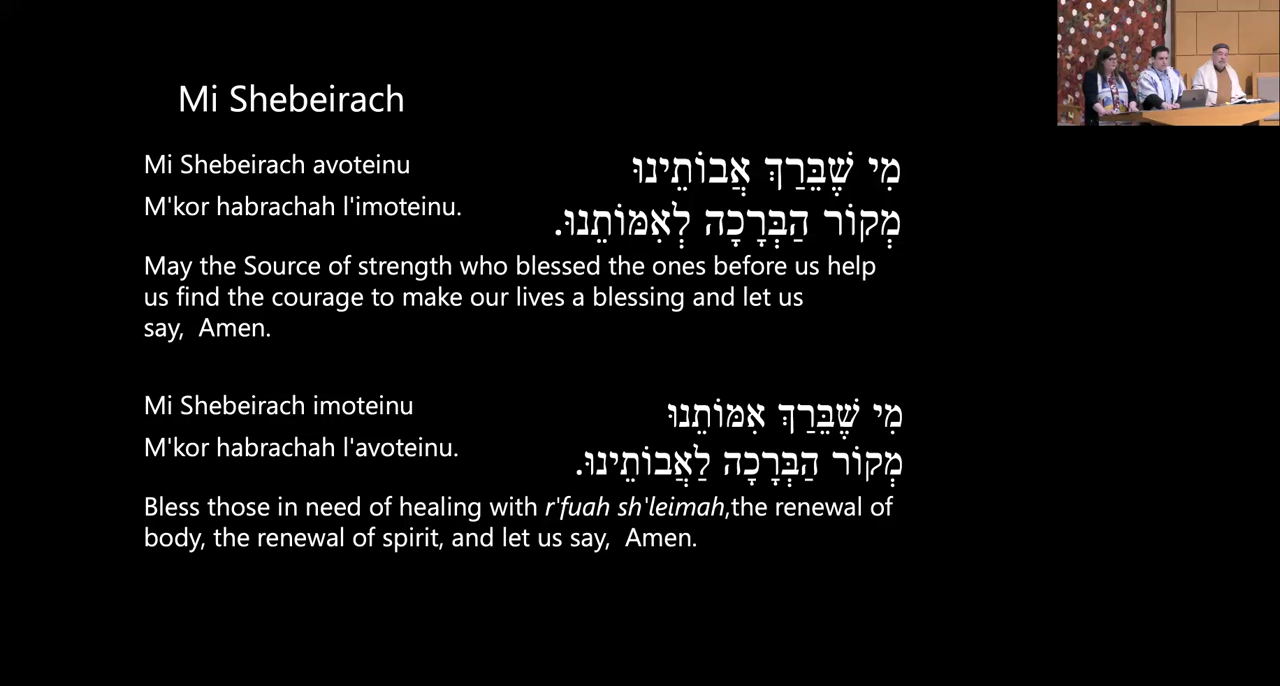 Mi Shebeirach
Mi Shebeirach avoteinu
מִי שֶׁבֵּרַךְ אֲבוֹתֵינוּ
M'kor habrachah l'imoteinu.
מְקוֹר הַבְּרָכָה לְאִמּוֹתֵנוּ.
May the Source of strength who blessed the ones before us help
us find the courage to make our lives a blessing and let us
say,  Amen.
Mi Shebeirach imoteinu
מִי שֶׁבֵּרַךְ אִמּוֹתֵנוּ
M'kor habrachah l'avoteinu.
מְקוֹר הַבְּרָכָה לַאֲבוֹתֵינוּ.
Bless those in need of healing with r'fuah sh'leimah,the renewal of
body, the renewal of spirit, and let us say,  Amen.